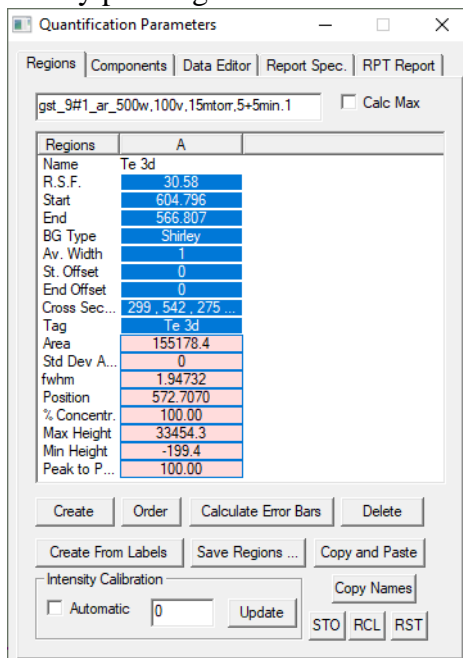 Quantification Parameters
Regions Components Data Editor Report Spec. RPT Report
gst_9#1_ar_500w,100v,15mtorr,5+5min.1 Calc Max
Regions A
Name Te 3d
R.S.F. 30.58
Start 604.796
End 566.807
BG Type Shirley
Av. Width 1
St. Offset 0
End Offset 0
Cross Sec... 299 , 542 , 275 ...
Tag Te 3d
Area 155178.4
Std Dev A... 0
fwhm 1.94732
Position 572.7070
% Concentr. 100.00
Max Height 33454.3
Min Height -199.4
Peak to P... 100.00
Create Order Calculate Error Bars Delete
Create From Labels Save Regions ... Copy and Paste
Intensity Calibration
Copy Names
Automatic 0 Update
STO RCL RST